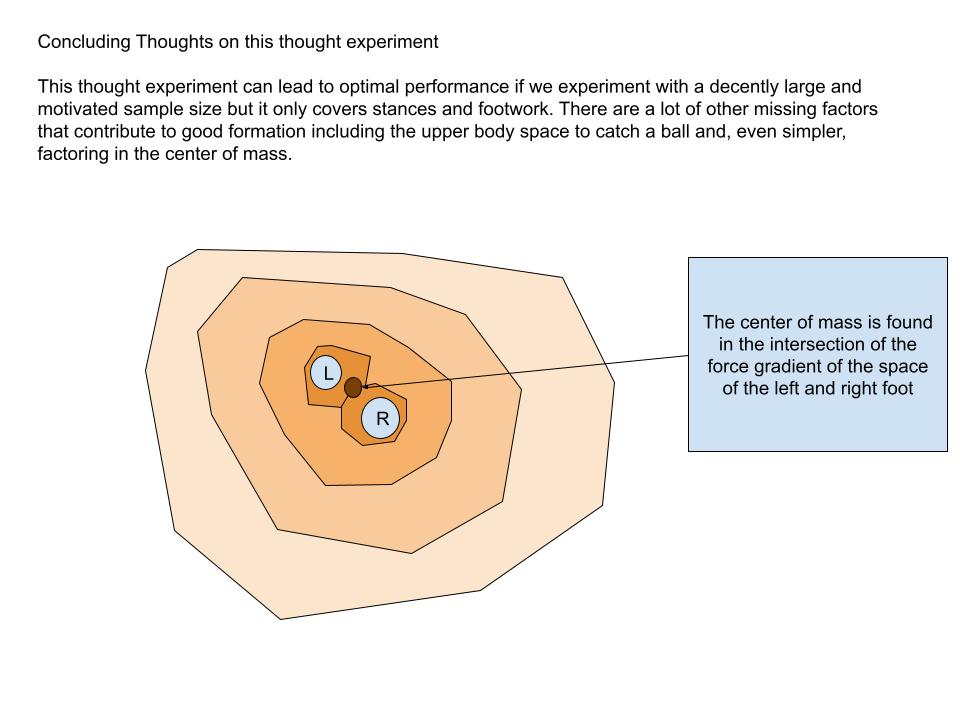 Concluding Thoughts on this thought experiment
This thought experiment can lead to optimal performance if we experiment with a decently large and
motivated sample size but it only covers stances and footwork. There are a lot of other missing factors
that contribute to good formation including the upper body space to catch a ball and, even simpler,
factoring in the center of mass.
The center of mass is found
in the intersection of the
force gradient of the space
of the left and right foot
L
R